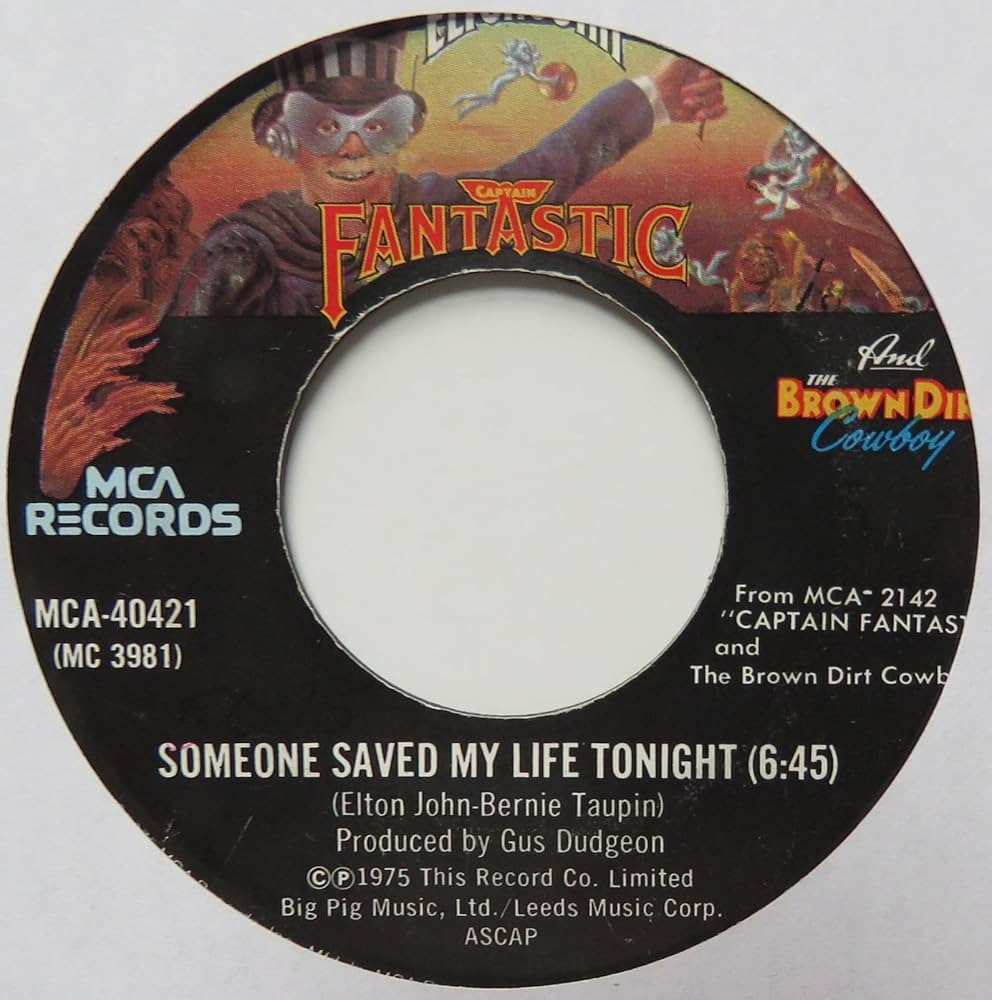 ELTON JOHN
CAPTAIN
FANTASTIC
And
THE
BROWN DIR
Cowboy
MCA
RECORDS
MCA-40421
(MC 3981)
From MCA- 2142
"CAPTAIN FANTAST
and
The Brown Dirt Cowb
SOMEONE SAVED MY LIFE TONIGHT (6:45)
(Elton John-Bernie Taupin)
Produced by Gus Dudgeon
©℗1975 This Record Co. Limited
Big Pig Music, Ltd./Leeds Music Corp.
ASCAP